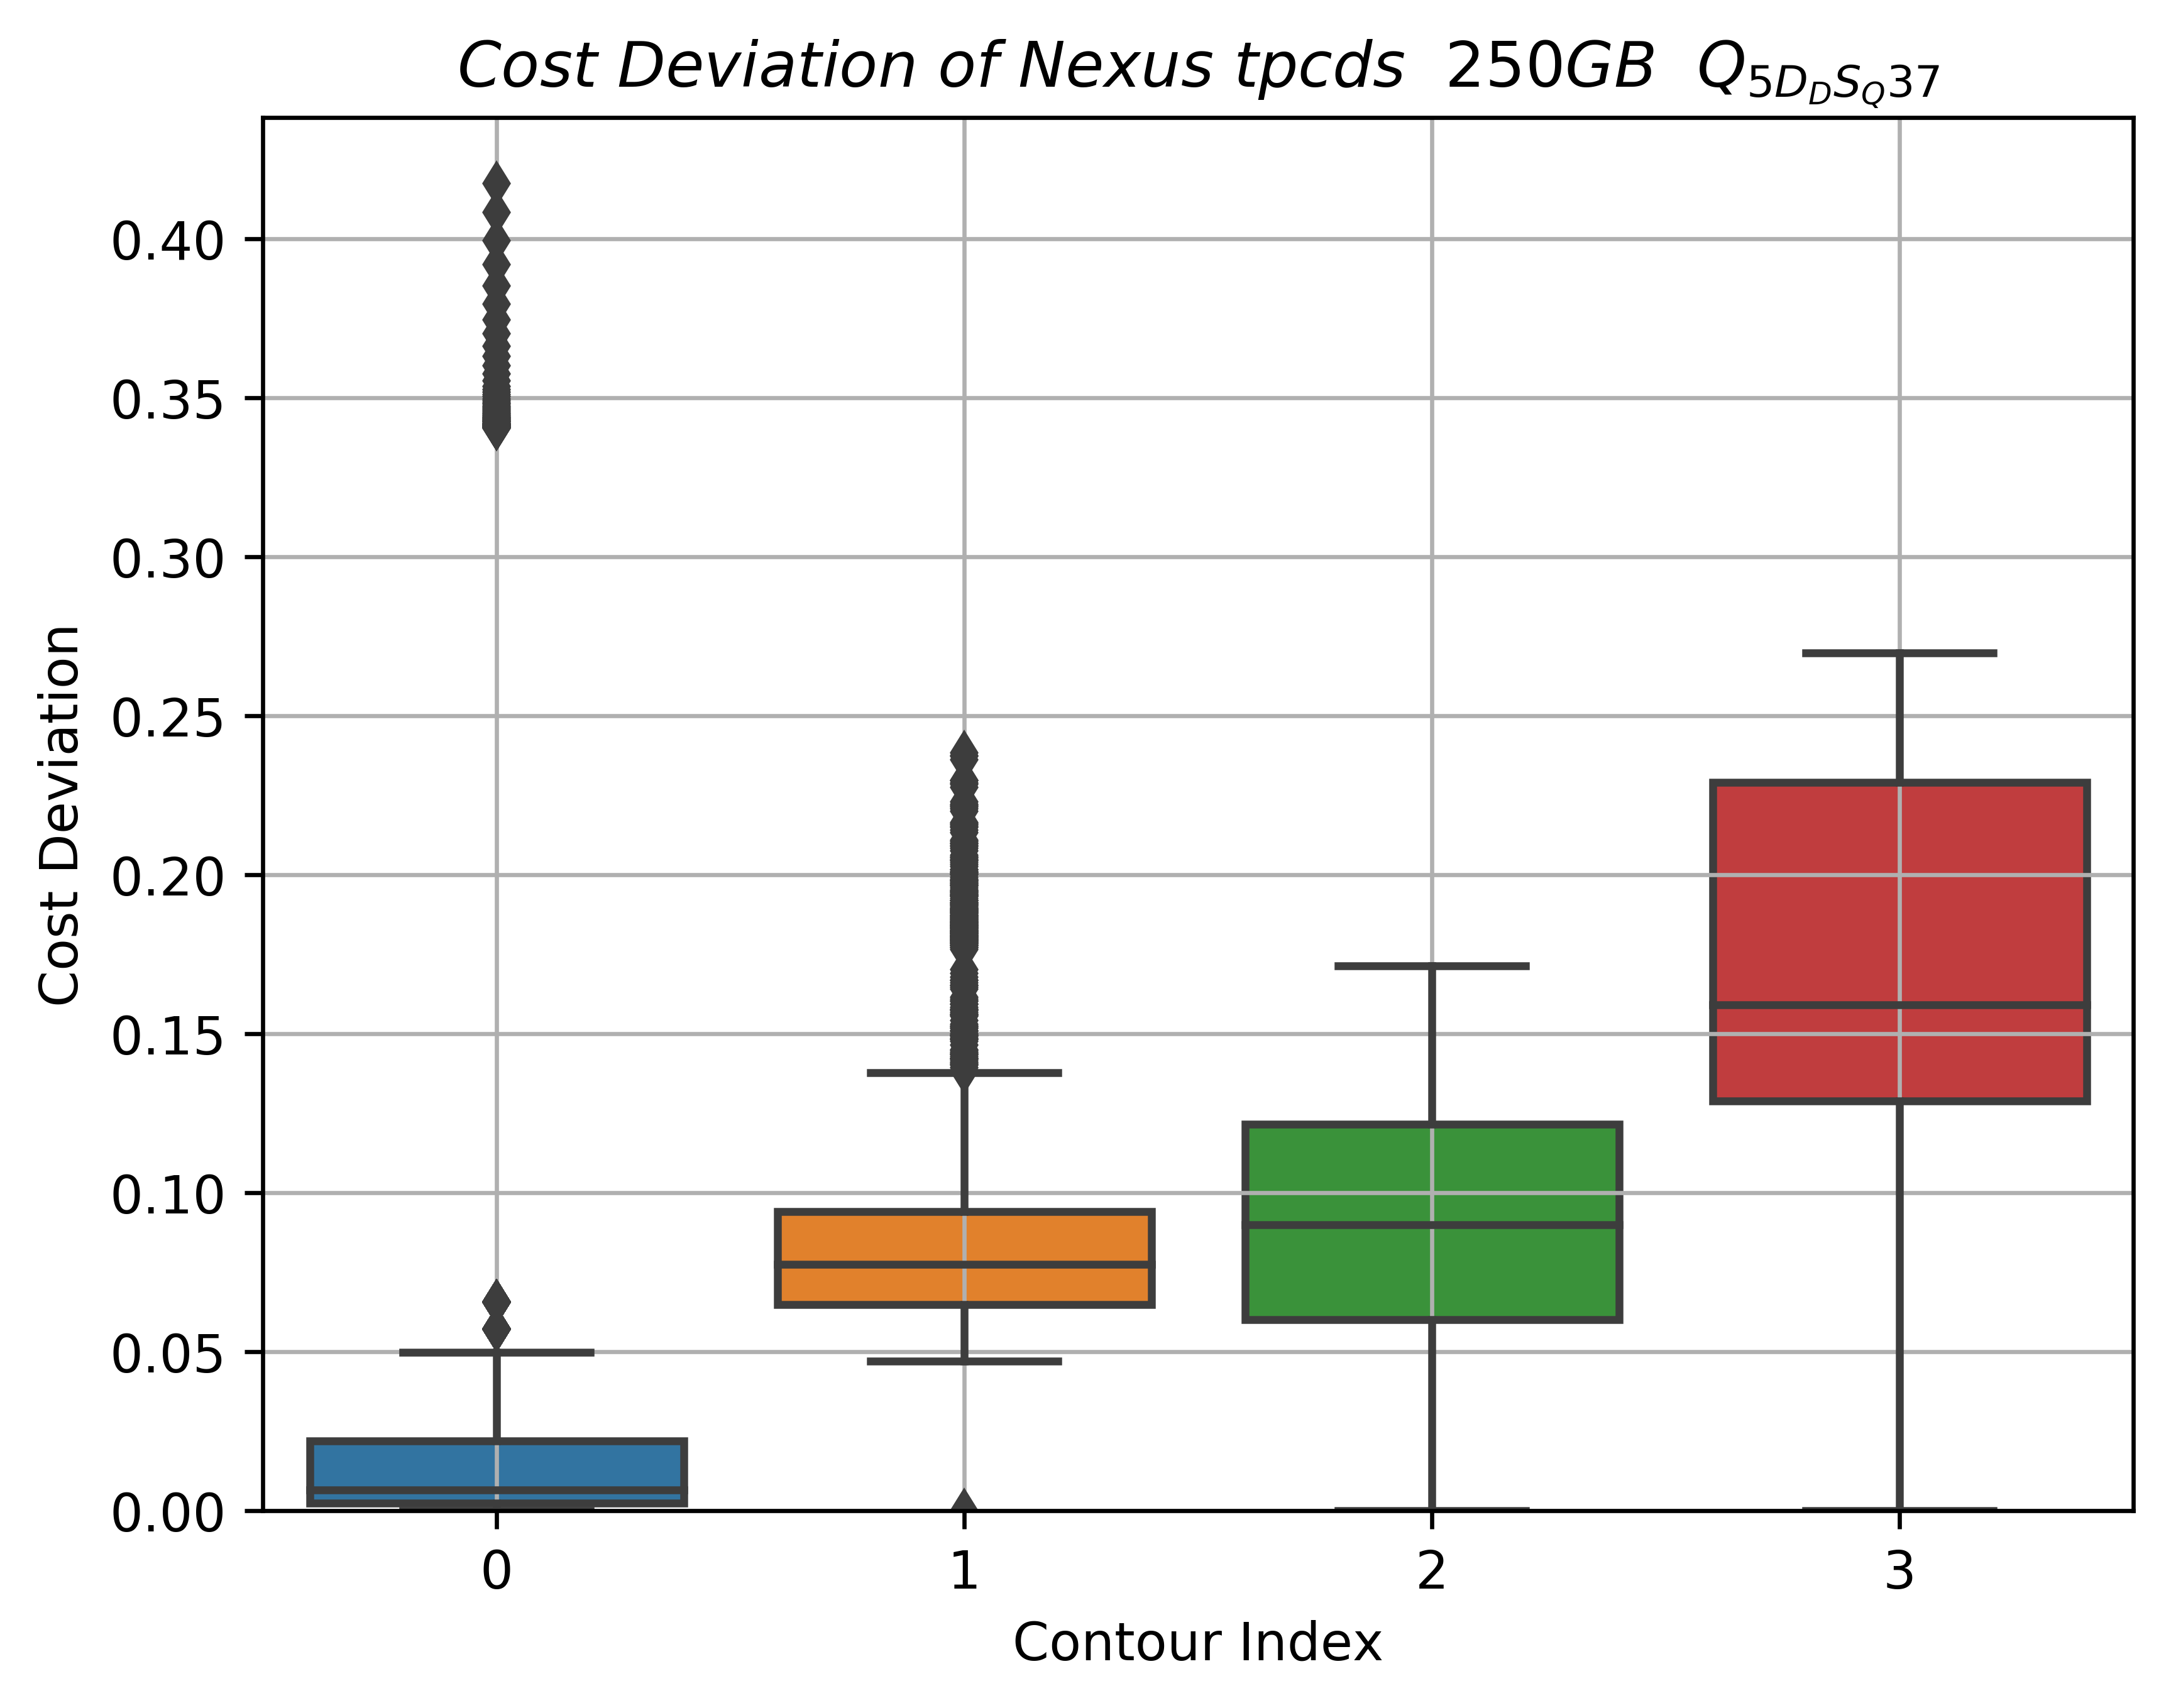 Cost Deviation of Nexus tpcds 250GB Q5DDSQ37
0.40
0.35
0.30
0.25
0.20
0.15
0.10
0.05
0.00
Cost Deviation
0 1 2 3
Contour Index